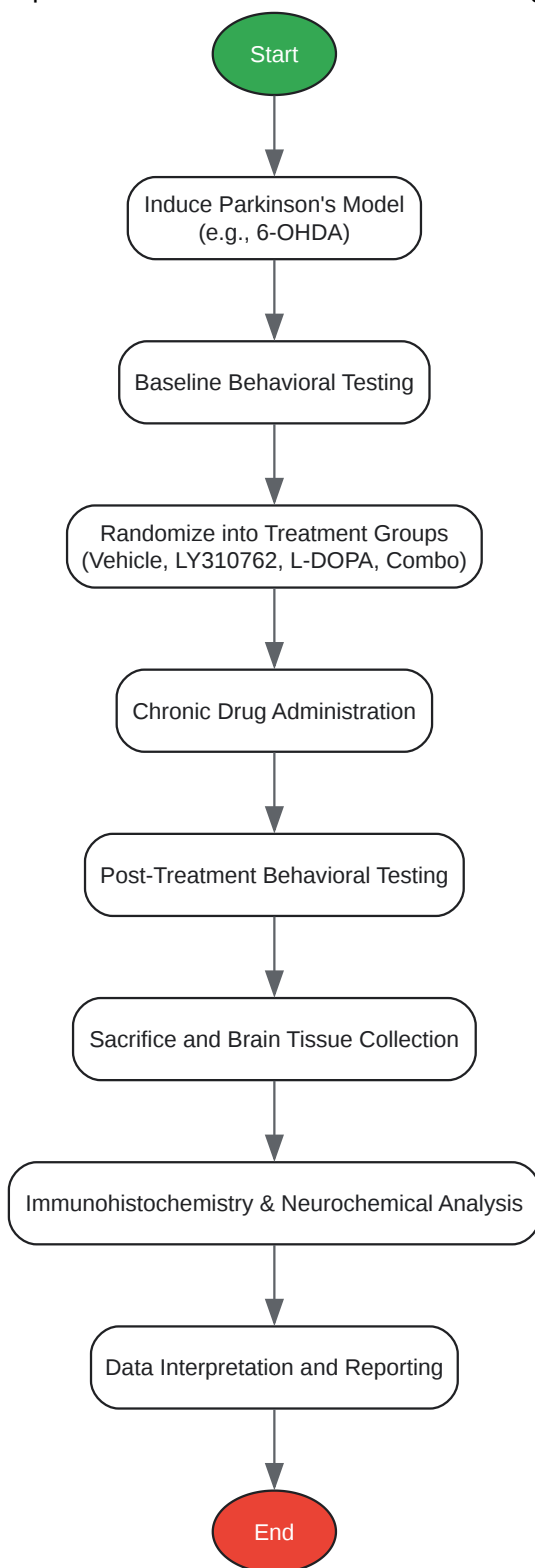 Start
Induce Parkinson's Model
(e.g., 6-OHDA)
Baseline Behavioral Testing
Randomize into Treatment Groups
(Vehicle, LY310762, L-DOPA, Combo)
Chronic Drug Administration
Post-Treatment Behavioral Testing
Sacrifice and Brain Tissue Collection
Immunohistochemistry & Neurochemical Analysis
Data Interpretation and Reporting
End